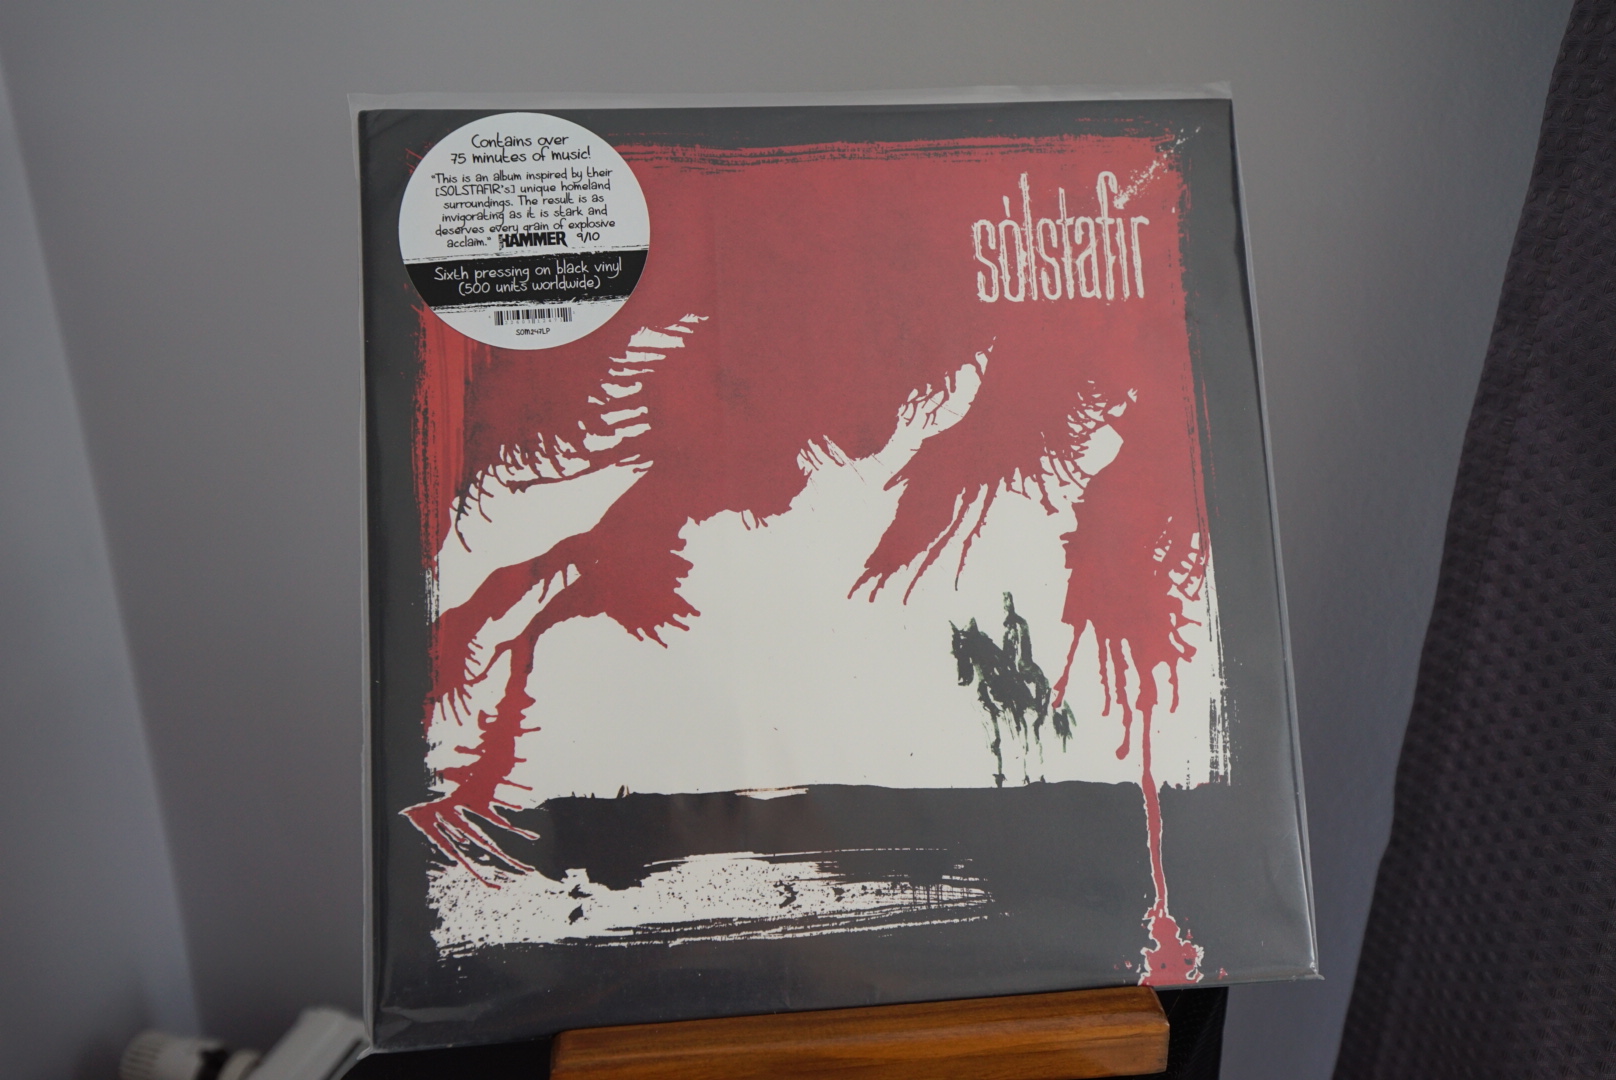 Contains over
75 minutes of music!
"This is an album inspired by their
[SOLSTAFIR's] unique homeland
surroundings. The result is as
invigorating as it is stark and
deserves every grain of explosive
acclaim." HAMMER 9/10
Sixth pressing on black vinyl
(500 units worldwide)
SOM247LP
sólstafir